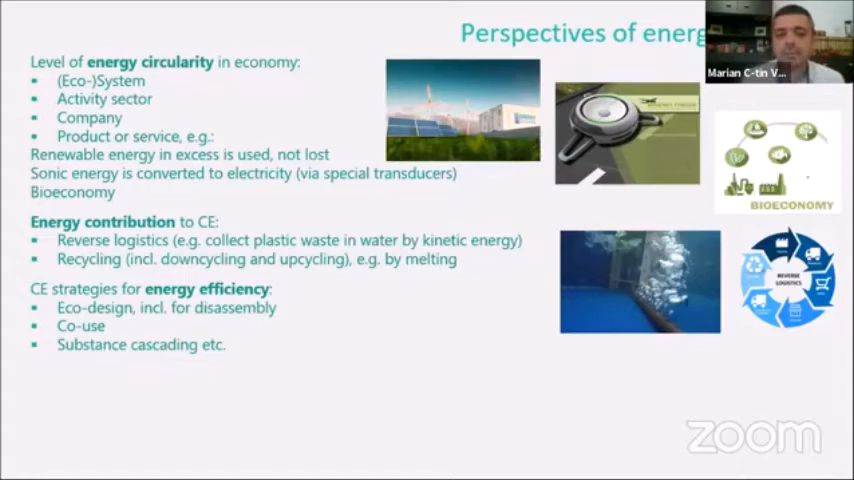 Perspectives of energ
Marian C-tin V...
Level of energy circularity in economy:
▪ (Eco-)System
▪ Activity sector
▪ Company
▪ Product or service, e.g.:
Renewable energy in excess is used, not lost
Sonic energy is converted to electricity (via special transducers)
Bioeconomy
Energy contribution to CE:
▪ Reverse logistics (e.g. collect plastic waste in water by kinetic energy)
▪ Recycling (incl. downcycling and upcycling), e.g. by melting
CE strategies for energy efficiency:
▪ Eco-design, incl. for disassembly
▪ Co-use
▪ Substance cascading etc.
BIOECONOMY
REVERSE
LOGISTICS
zoom